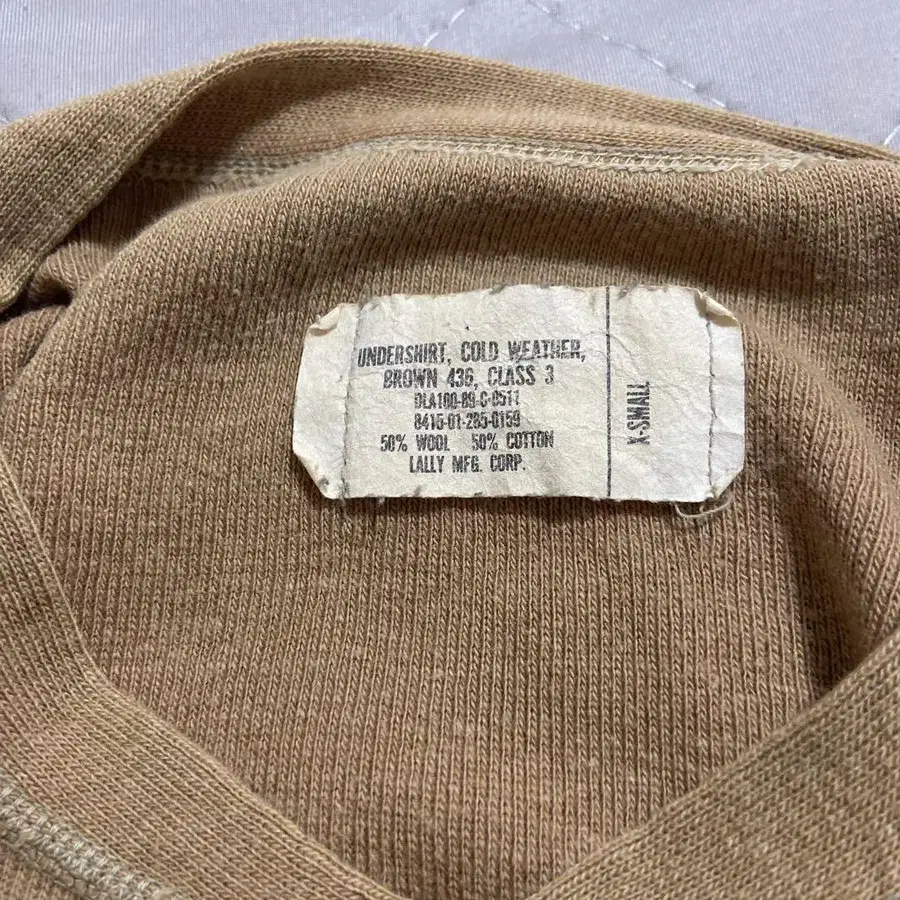 UNDERSHIRT, COLD WEATHER,
BROWN 436, CLASS 3
DLA100-89-C-0511
8415-01-285-0159
50% WOOL 50% COTTON
LALLY MFG. CORP.
X-SMALL